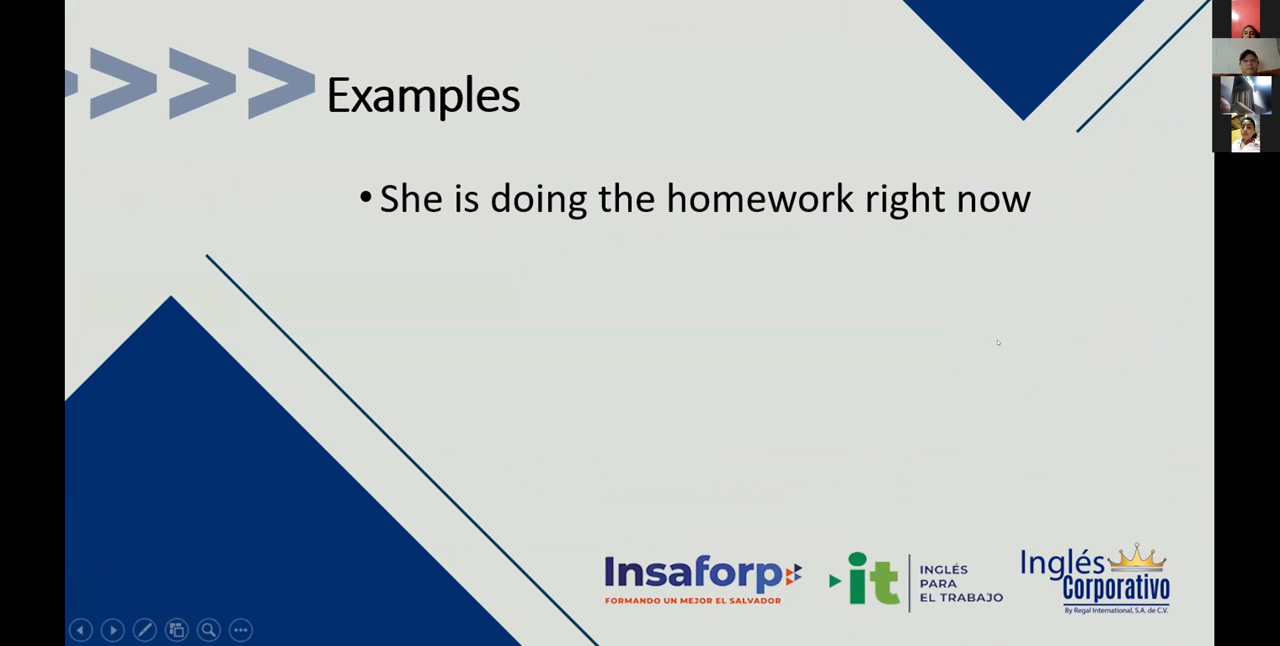 Examples
• She is doing the homework right now
Insaforp
FORMANDO UN MEJOR EL SALVADOR
it
INGLÉS
PARA
EL TRABAJO
Inglés
Corporativo
By Regal International, S.A. de C.V.